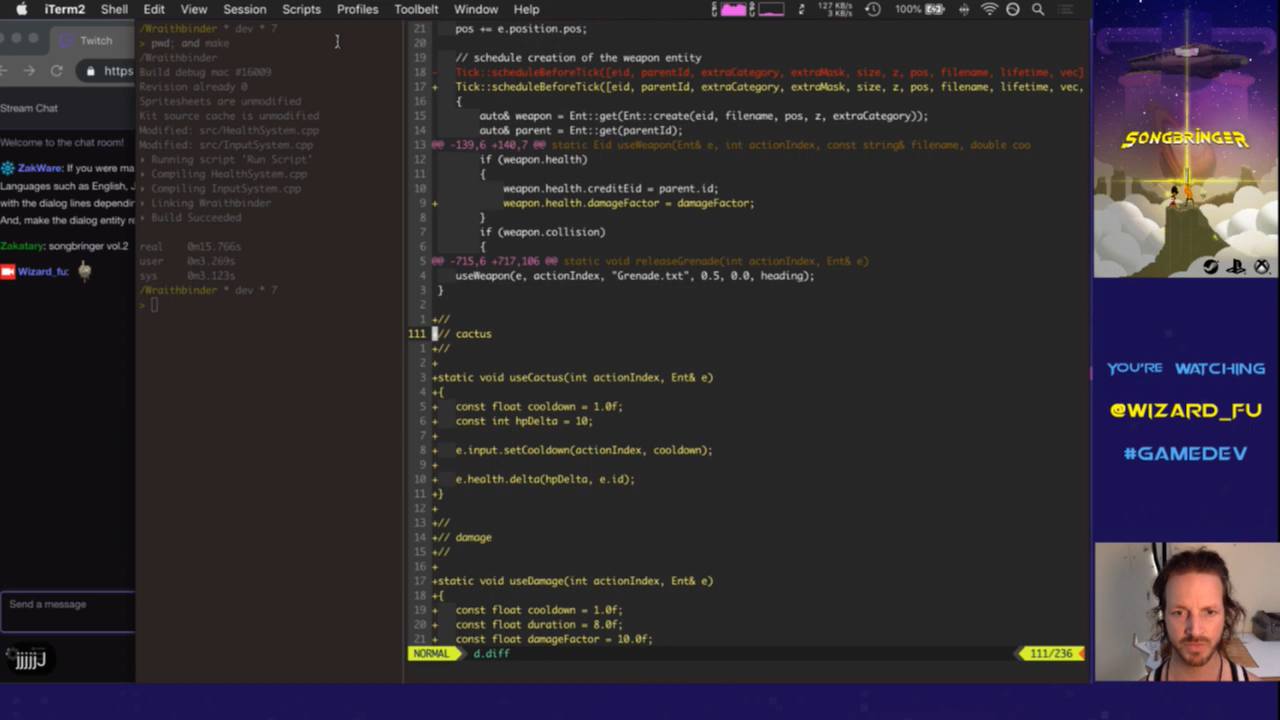 iTerm2 Shell Edit View Session Scripts Profiles Toolbelt Window Help
127 KB/s
3 KB/s
100%
Twitch
https
Stream Chat
Welcome to the chat room!
ZakWare: If you were ma
Languages such as English, J
with the dialog lines dependin
And, make the dialog entity re
Zakatary: songbringer vol.2
Wizard_fu:
Send a message
jjjjjJ
/Wraithbinder * dev * 7
> pwd; and make
/Wraithbinder
Build debug mac #16009
Revision already 0
Spritesheets are unmodified
Kit source cache is unmodified
Modified: src/HealthSystem.cpp
Modified: src/InputSystem.cpp
Running script 'Run Script'
Compiling HealthSystem.cpp
Compiling InputSystem.cpp
Linking Wraithbinder
Build Succeeded
real 0m15.766s
user 0m3.269s
sys 0m3.123s
/Wraithbinder * dev * 7
>
21 pos += e.position.pos;
20
19 // schedule creation of the weapon entity
18 - Tick::scheduleBeforeTick([eid, parentId, extraCategory, extraMask, size, z, pos, filename, lifetime, vec]
17 + Tick::scheduleBeforeTick([eid, parentId, extraCategory, extraMask, size, z, pos, filename, lifetime, vec,
16 {
15 auto& weapon = Ent::get(Ent::create(eid, filename, pos, z, extraCategory));
14 auto& parent = Ent::get(parentId);
13 @@ -139,6 +140,7 @@ static Eid useWeapon(Ent& e, int actionIndex, const string& filename, double coo
12 if (weapon.health)
11 {
10 weapon.health.creditEid = parent.id;
9 + weapon.health.damageFactor = damageFactor;
8 }
7 if (weapon.collision)
6 {
5 @@ -715,6 +717,106 @@ static void releaseGrenade(int actionIndex, Ent& e)
4 useWeapon(e, actionIndex, "Grenade.txt", 0.5, 0.0, heading);
3 }
2
1 +//
111 // cactus
1 +//
2 +
3 +static void useCactus(int actionIndex, Ent& e)
4 +{
5 + const float cooldown = 1.0f;
6 + const int hpDelta = 10;
7 +
8 + e.input.setCooldown(actionIndex, cooldown);
9 +
10 + e.health.delta(hpDelta, e.id);
11 +}
12 +
13 +//
14 +// damage
15 +//
16 +
17 +static void useDamage(int actionIndex, Ent& e)
18 +{
19 + const float cooldown = 1.0f;
20 + const float duration = 8.0f;
21 + const float damageFactor = 10.0f;
NORMAL d.diff 111/236
SONGBRINGER
YOU'RE WATCHING
@WIZARD_FU
#GAMEDEV